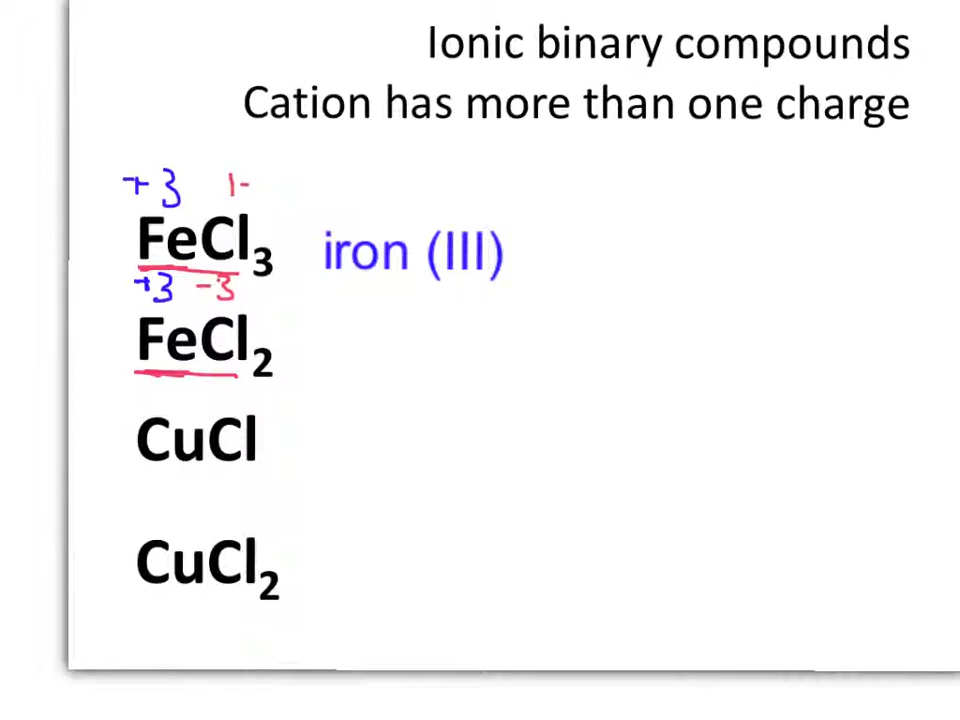 Ionic binary compounds
Cation has more than one charge
+3 1-
FeCl₃ iron (III)
+3 -3
FeCl₂
CuCl
CuCl₂